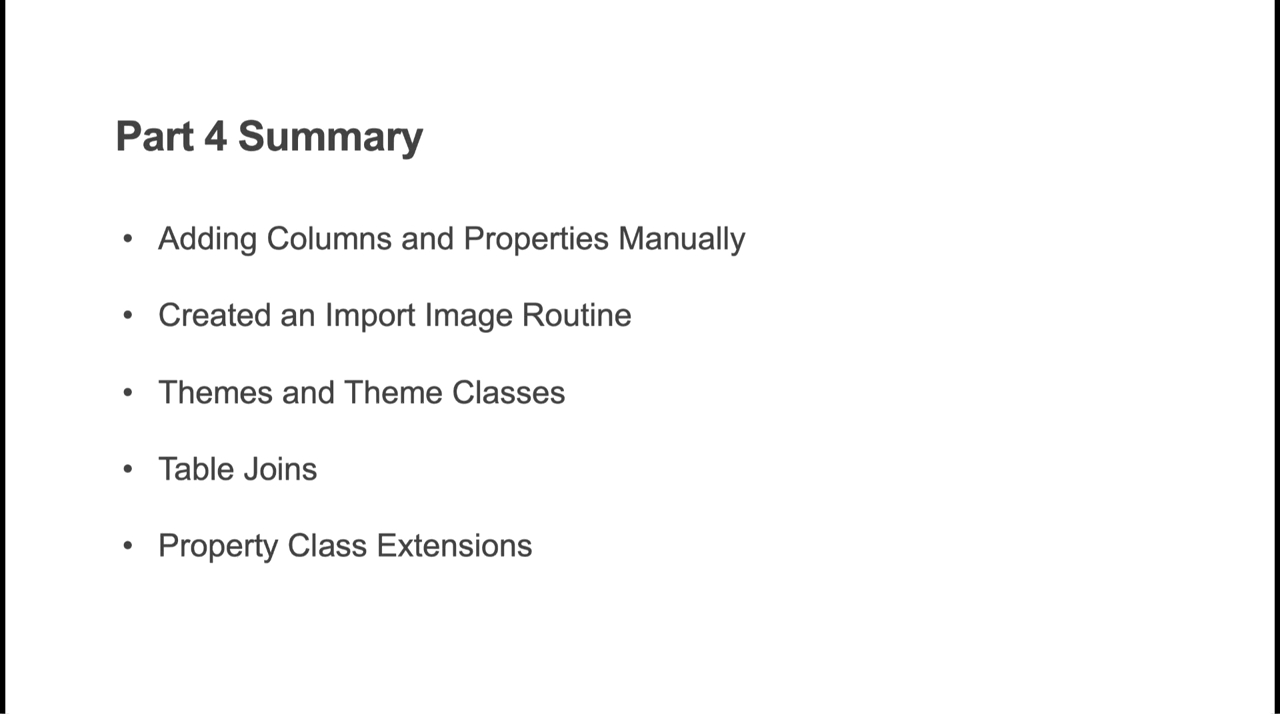 Part 4 Summary
• Adding Columns and Properties Manually
• Created an Import Image Routine
• Themes and Theme Classes
• Table Joins
• Property Class Extensions